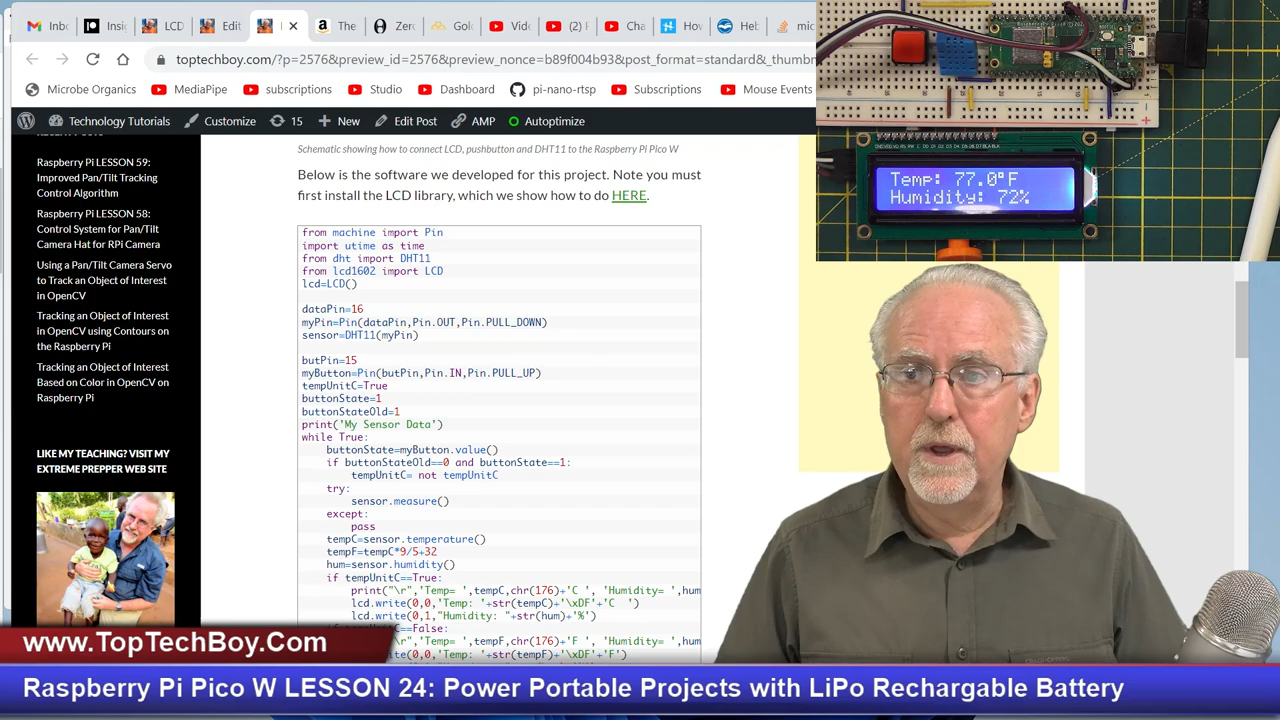 Inbo
Insig
LCD
Edit
I
The
Zero
Gol
Vide
(2) F
Cha
Hov
Help
mic
toptechboy.com/?p=2576&preview_id=2576&preview_nonce=b89f004b93&post_format=standard&_thumbn
Microbe Organics
MediaPipe
subscriptions
Studio
Dashboard
pi-nano-rtsp
Subscriptions
Mouse Events
Technology Tutorials
Customize
15
New
Edit Post
AMP
Autoptimize
Raspberry Pi LESSON 59:
Improved Pan/Tilt Tracking
Control Algorithm
Raspberry Pi LESSON 58:
Control System for Pan/Tilt
Camera Hat for RPi Camera
Using a Pan/Tilt Camera Servo
to Track an Object of Interest
in OpenCV
Tracking an Object of Interest
in OpenCV using Contours on
the Raspberry Pi
Tracking an Object of Interest
Based on Color in OpenCV on
Raspberry Pi
LIKE MY TEACHING? VISIT MY
EXTREME PREPPER WEB SITE
Schematic showing how to connect LCD, pushbutton and DHT11 to the Raspberry Pi Pico W
Below is the software we developed for this project. Note you must
first install the LCD library, which we show how to do HERE.
from machine import Pin
import utime as time
from dht import DHT11
from lcd1602 import LCD
lcd=LCD()
dataPin=16
myPin=Pin(dataPin,Pin.OUT,Pin.PULL_DOWN)
sensor=DHT11(myPin)
butPin=15
myButton=Pin(butPin,Pin.IN,Pin.PULL_UP)
tempUnitC=True
buttonState=1
buttonStateOld=1
print('My Sensor Data')
while True:
buttonState=myButton.value()
if buttonStateOld==0 and buttonState==1:
tempUnitC= not tempUnitC
try:
sensor.measure()
except:
pass
tempC=sensor.temperature()
tempF=tempC*9/5+32
hum=sensor.humidity()
if tempUnitC==True:
print("\r",'Temp= ',tempC,chr(176)+'C ','Humidity= ',hum
lcd.write(0,0,'Temp: '+str(tempC)+'\xDF'+'C ')
lcd.write(0,1,"Humidity: "+str(hum)+'%')
C==False:
\r",'Temp= ',tempF,chr(176)+'F ','Humidity= ',hum
write(0,0,'Temp: '+str(tempF)+'\xDF'+'F')
Temp: 77.0°F
Humidity: 72%
www.TopTechBoy.Com
Raspberry Pi Pico W LESSON 24: Power Portable Projects with LiPo Rechargable Battery